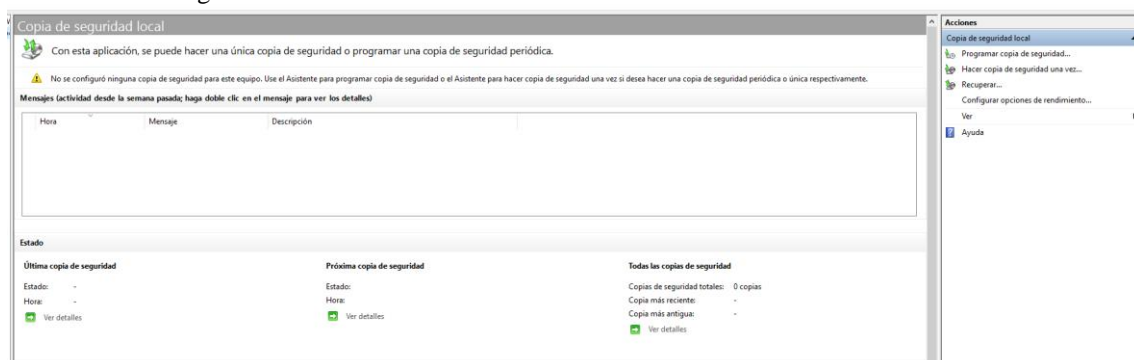 Copia de seguridad local
Con esta aplicación, se puede hacer una única copia de seguridad o programar una copia de seguridad periódica.
No se configuró ninguna copia de seguridad para este equipo. Use el Asistente para programar copia de seguridad o el Asistente para hacer copia de seguridad una vez si desea hacer una copia de seguridad periódica o única respectivamente.
Mensajes (actividad desde la semana pasada; haga doble clic en el mensaje para ver los detalles)
Hora Mensaje Descripción
Estado
Última copia de seguridad Próxima copia de seguridad Todas las copias de seguridad
Estado: - Estado: Copias de seguridad totales: 0 copias
Hora: - Hora: Copia más reciente: -
Copia más antigua: -
Ver detalles Ver detalles
Ver detalles
Acciones
Copia de seguridad local
Programar copia de seguridad...
Hacer copia de seguridad una vez...
Recuperar...
Configurar opciones de rendimiento...
Ver
Ayuda